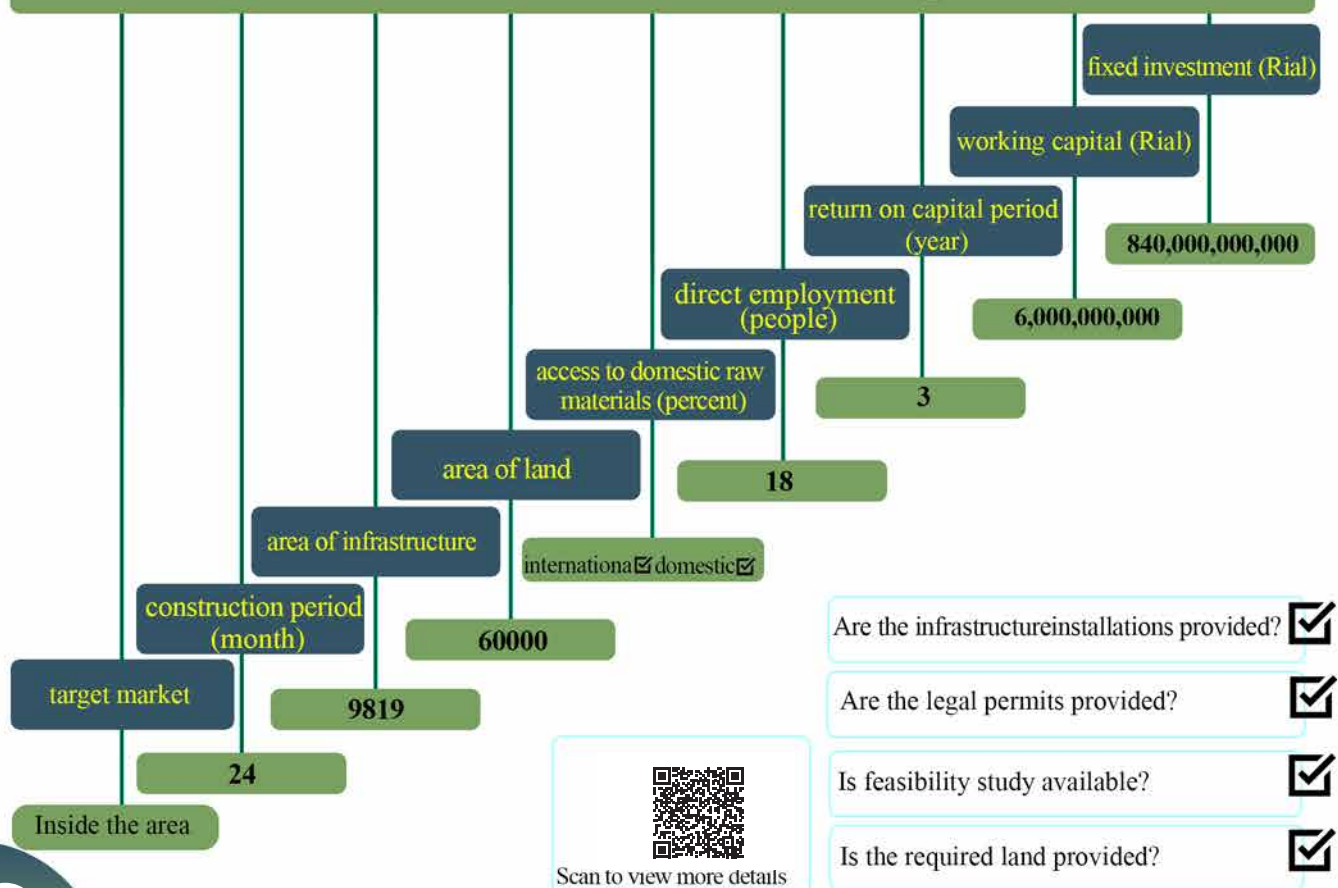 fixed investment (Rial)
840,000,000,000
working capital (Rial)
6,000,000,000
return on capital period
(year)
3
direct employment
(people)
18
access to domestic raw
materials (percent)
internationa☑ domestic☑
area of land
60000
area of infrastructure
9819
construction period
(month)
24
target market
Inside the area
Are the infrastructureinstallations provided? ☑
Are the legal permits provided? ☑
Is feasibility study available? ☑
Is the required land provided? ☑
Scan to view more details